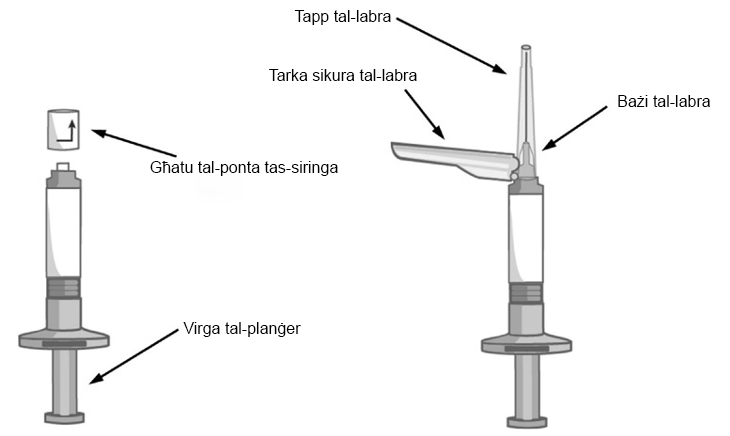 Tapp tal-labra
Tarka sikura tal-labra
Bażi tal-labra
Għatu tal-ponta tas-siringa
Virga tal-planġer